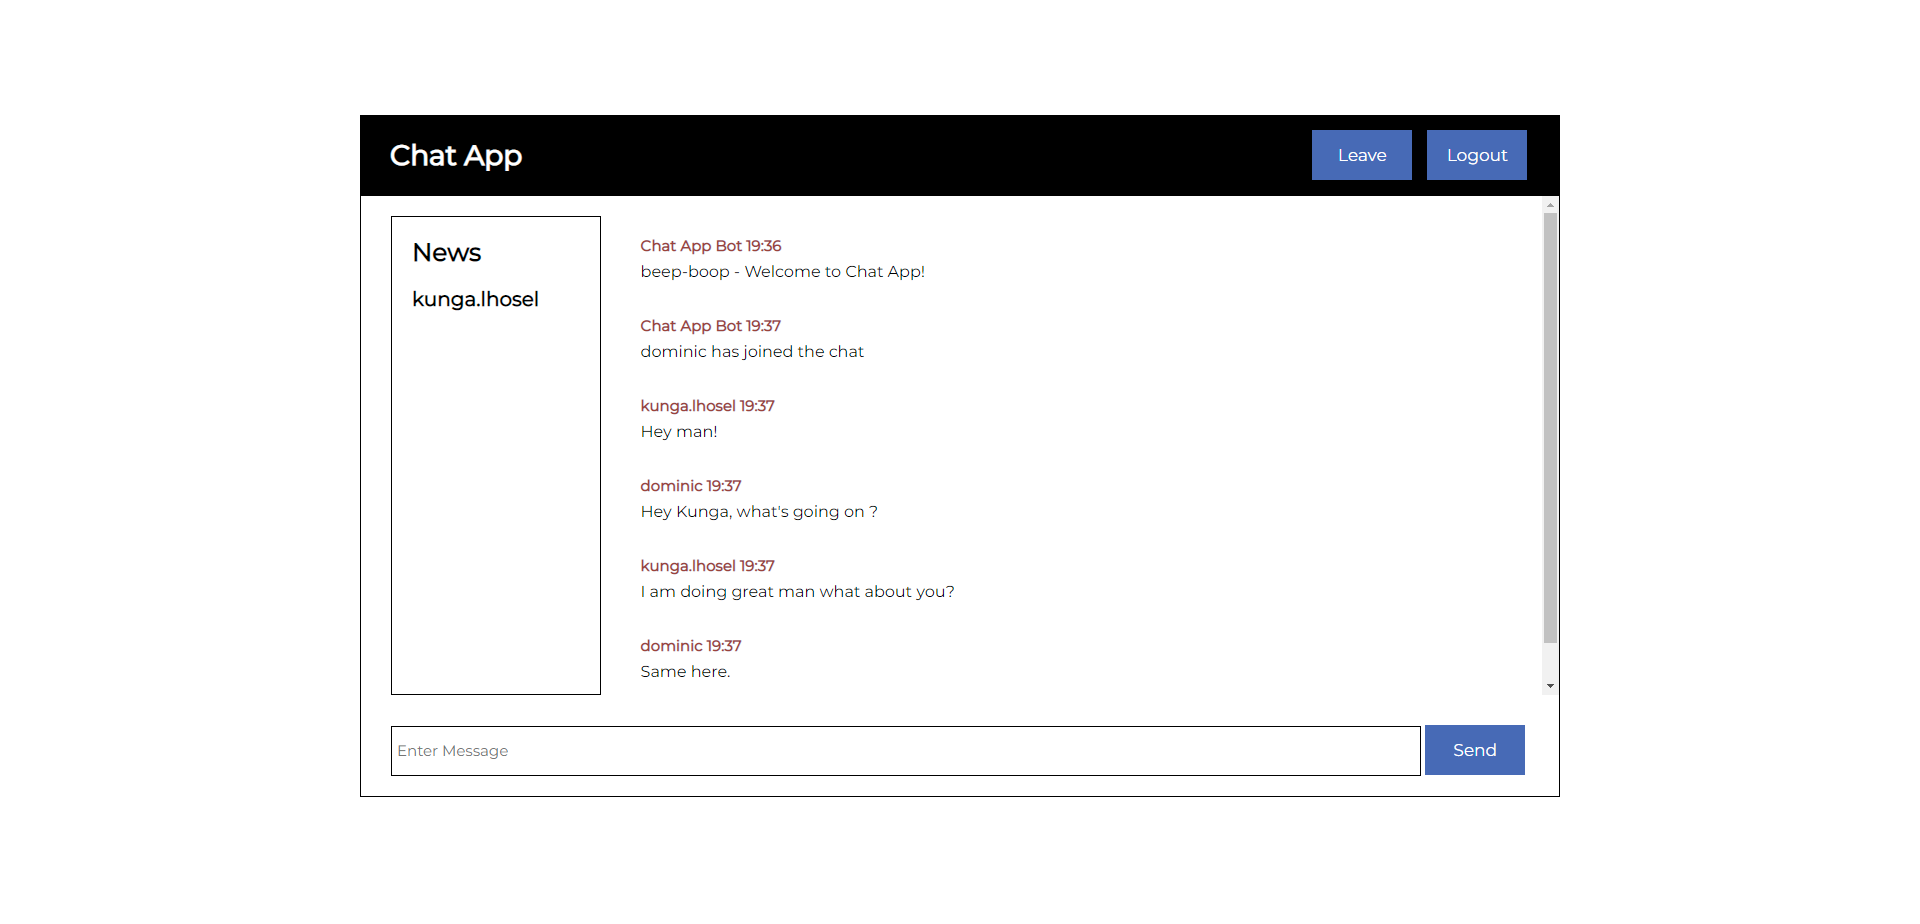 Chat App
Leave
Logout
News
kunga.lhosel
Chat App Bot 19:36
beep-boop - Welcome to Chat App!
Chat App Bot 19:37
dominic has joined the chat
kunga.lhosel 19:37
Hey man!
dominic 19:37
Hey Kunga, what's going on ?
kunga.lhosel 19:37
I am doing great man what about you?
dominic 19:37
Same here.
Enter Message
Send